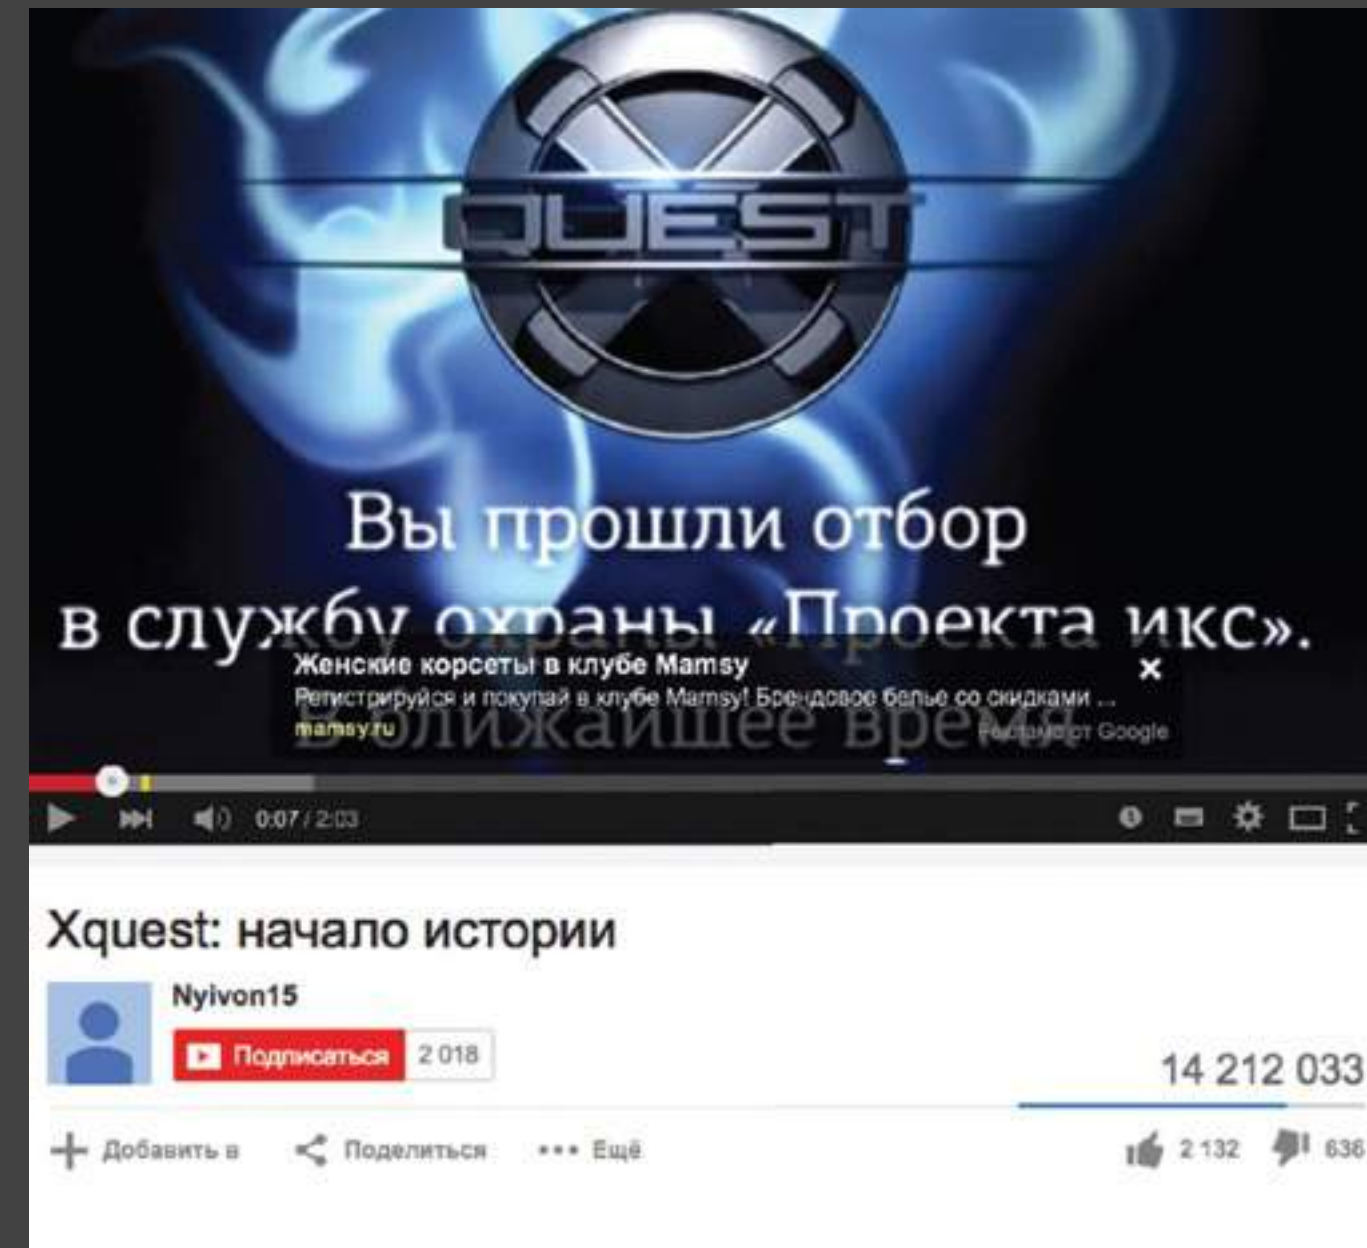 QUEST
Вы прошли отбор
в службу охраны «Проекта икс».
В ближайшее время
Женские корсеты в клубе Mamsy
Регистрируйся и покупай в клубе Mamsy! Брендовое белье со скидками ...
mamsy.ru
Реклама от Google
0:07 / 2:03
Xquest: начало истории
Nyivon15
Подписаться 2 018
14 212 033
Добавить в Поделиться ••• Ещё
2 132 636